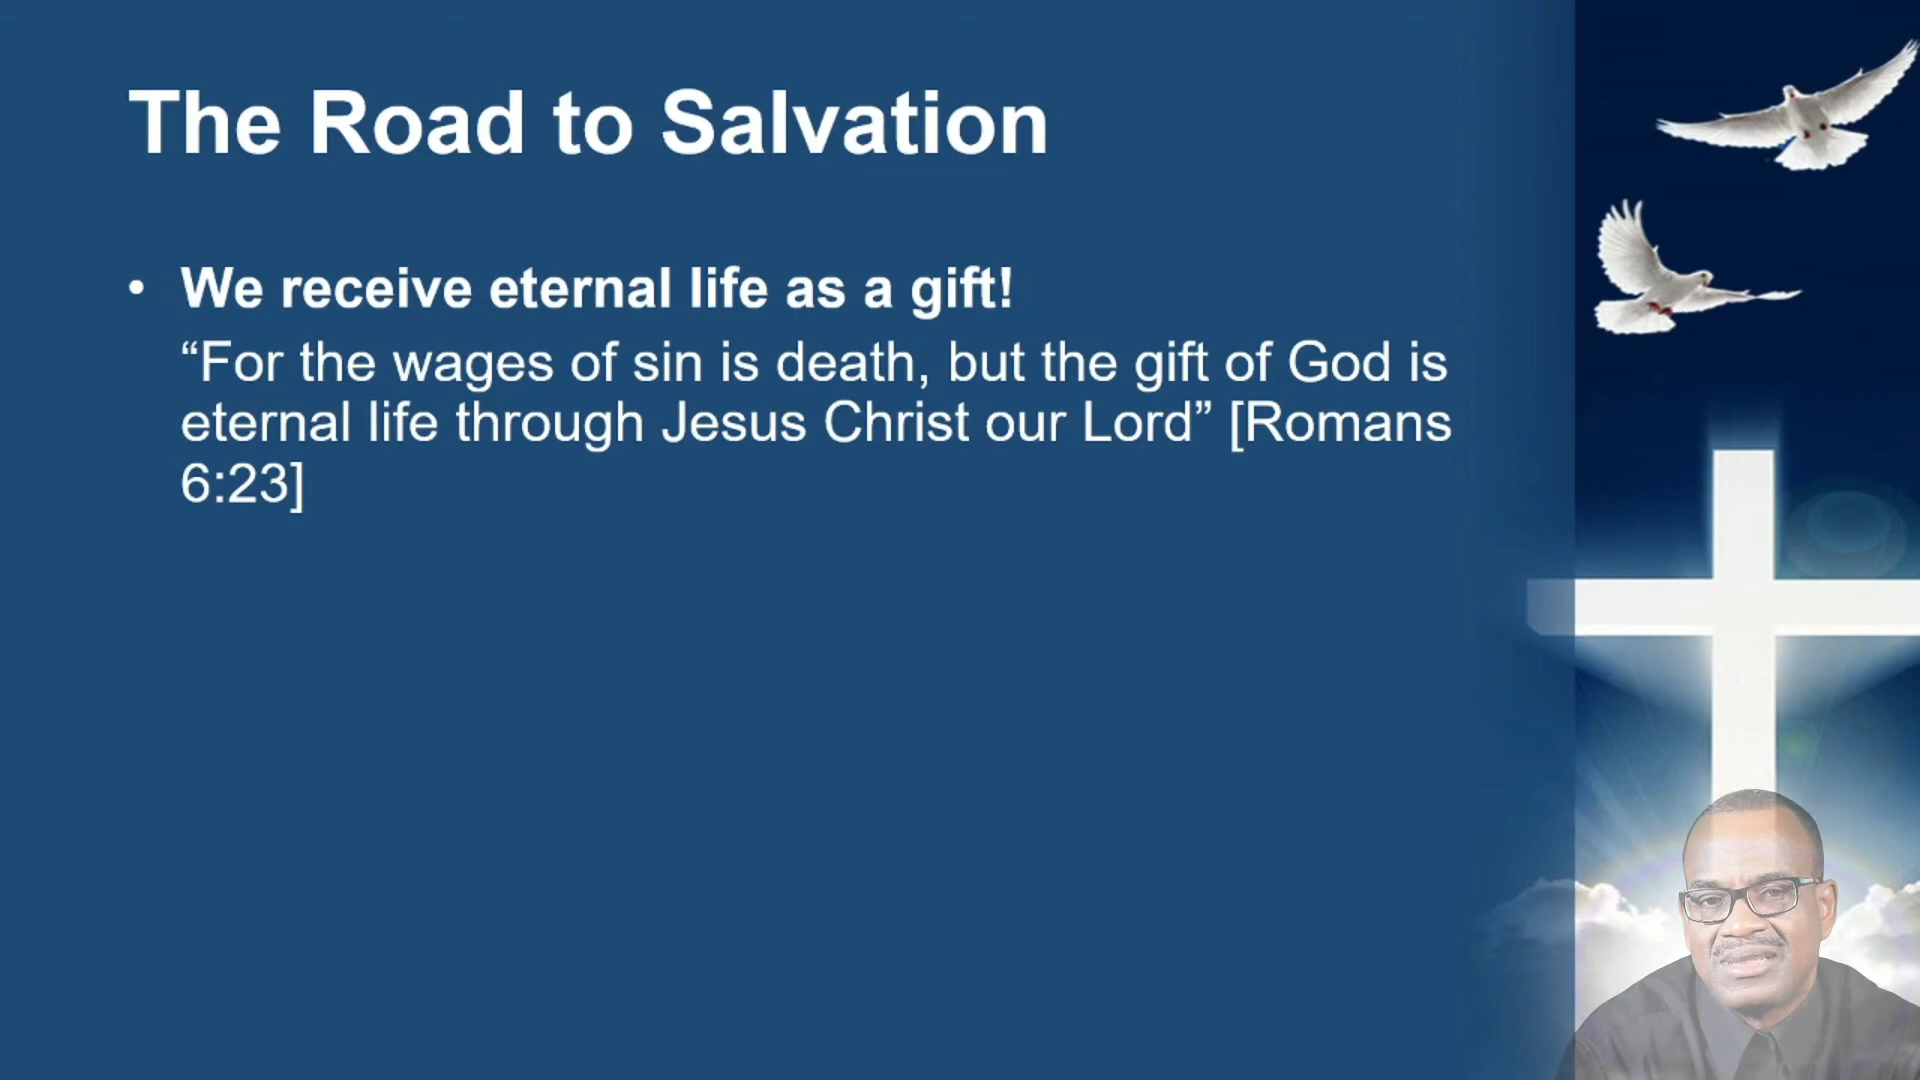 The Road to Salvation
• We receive eternal life as a gift!
“For the wages of sin is death, but the gift of God is
eternal life through Jesus Christ our Lord” [Romans
6:23]